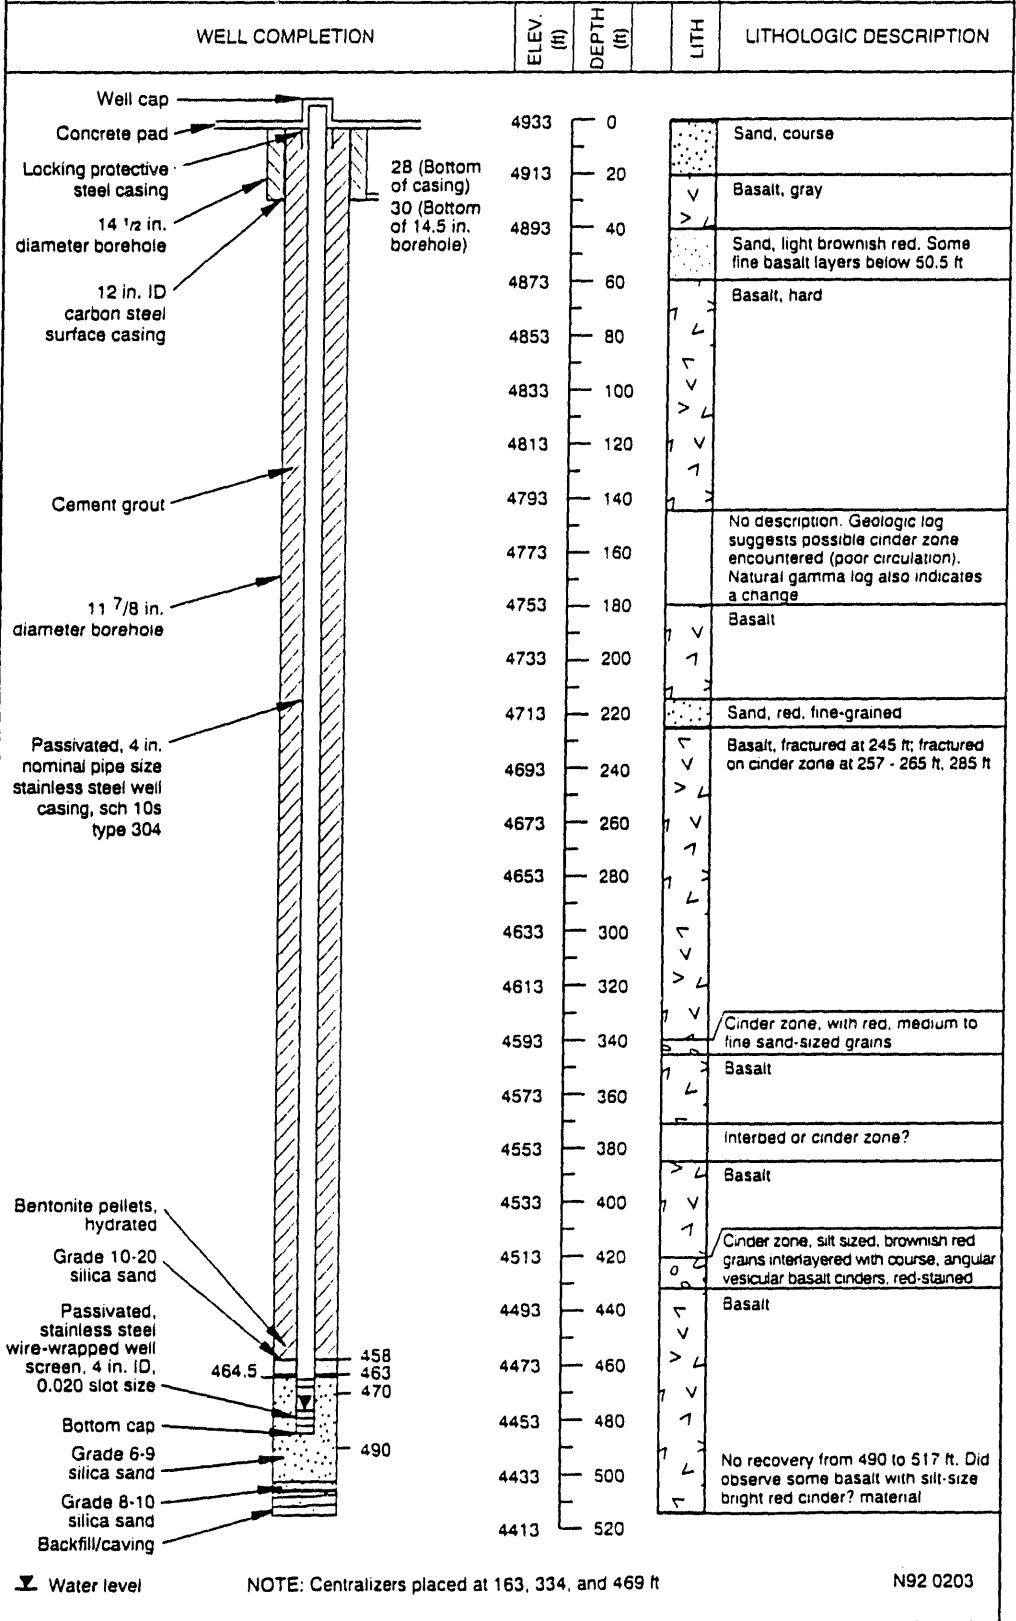 WELL COMPLETION
ELEV. (ft)
DEPTH (ft)
LITH
LITHOLOGIC DESCRIPTION
Well cap
Concrete pad
Locking protective
steel casing
14 1/2 in.
diameter borehole
12 in. ID
carbon steel
surface casing
28 (Bottom
of casing)
30 (Bottom
of 14.5 in.
borehole)
Cement grout
11 7/8 in.
diameter borehole
Passivated, 4 in.
nominal pipe size
stainless steel well
casing, sch 10s
type 304
Bentonite pellets,
hydrated
Grade 10-20
silica sand
Passivated,
stainless steel
wire-wrapped well
screen, 4 in. ID,
0.020 slot size
Bottom cap
Grade 6-9
silica sand
Grade 8-10
silica sand
Backfill/caving
464.5
458
463
470
490
4933 0
4913 20
4893 40
4873 60
4853 80
4833 100
4813 120
4793 140
4773 160
4753 180
4733 200
4713 220
4693 240
4673 260
4653 280
4633 300
4613 320
4593 340
4573 360
4553 380
4533 400
4513 420
4493 440
4473 460
4453 480
4433 500
4413 520
Sand, course
Basalt, gray
Sand, light brownish red. Some
fine basalt layers below 50.5 ft
Basalt, hard
No description. Geologic log
suggests possible cinder zone
encountered (poor circulation).
Natural gamma log also indicates
a change
Basalt
Sand, red, fine-grained
Basalt, fractured at 245 ft; fractured
on cinder zone at 257 - 265 ft, 285 ft
Cinder zone, with red, medium to
fine sand-sized grains
Basalt
Interbed or cinder zone?
Basalt
Cinder zone, silt sized, brownish red
grains interlayered with course, angular
vesicular basalt cinders, red-stained
Basalt
No recovery from 490 to 517 ft. Did
observe some basalt with silt-size
bright red cinder? material
Water level
NOTE: Centralizers placed at 163, 334, and 469 ft
N92 0203